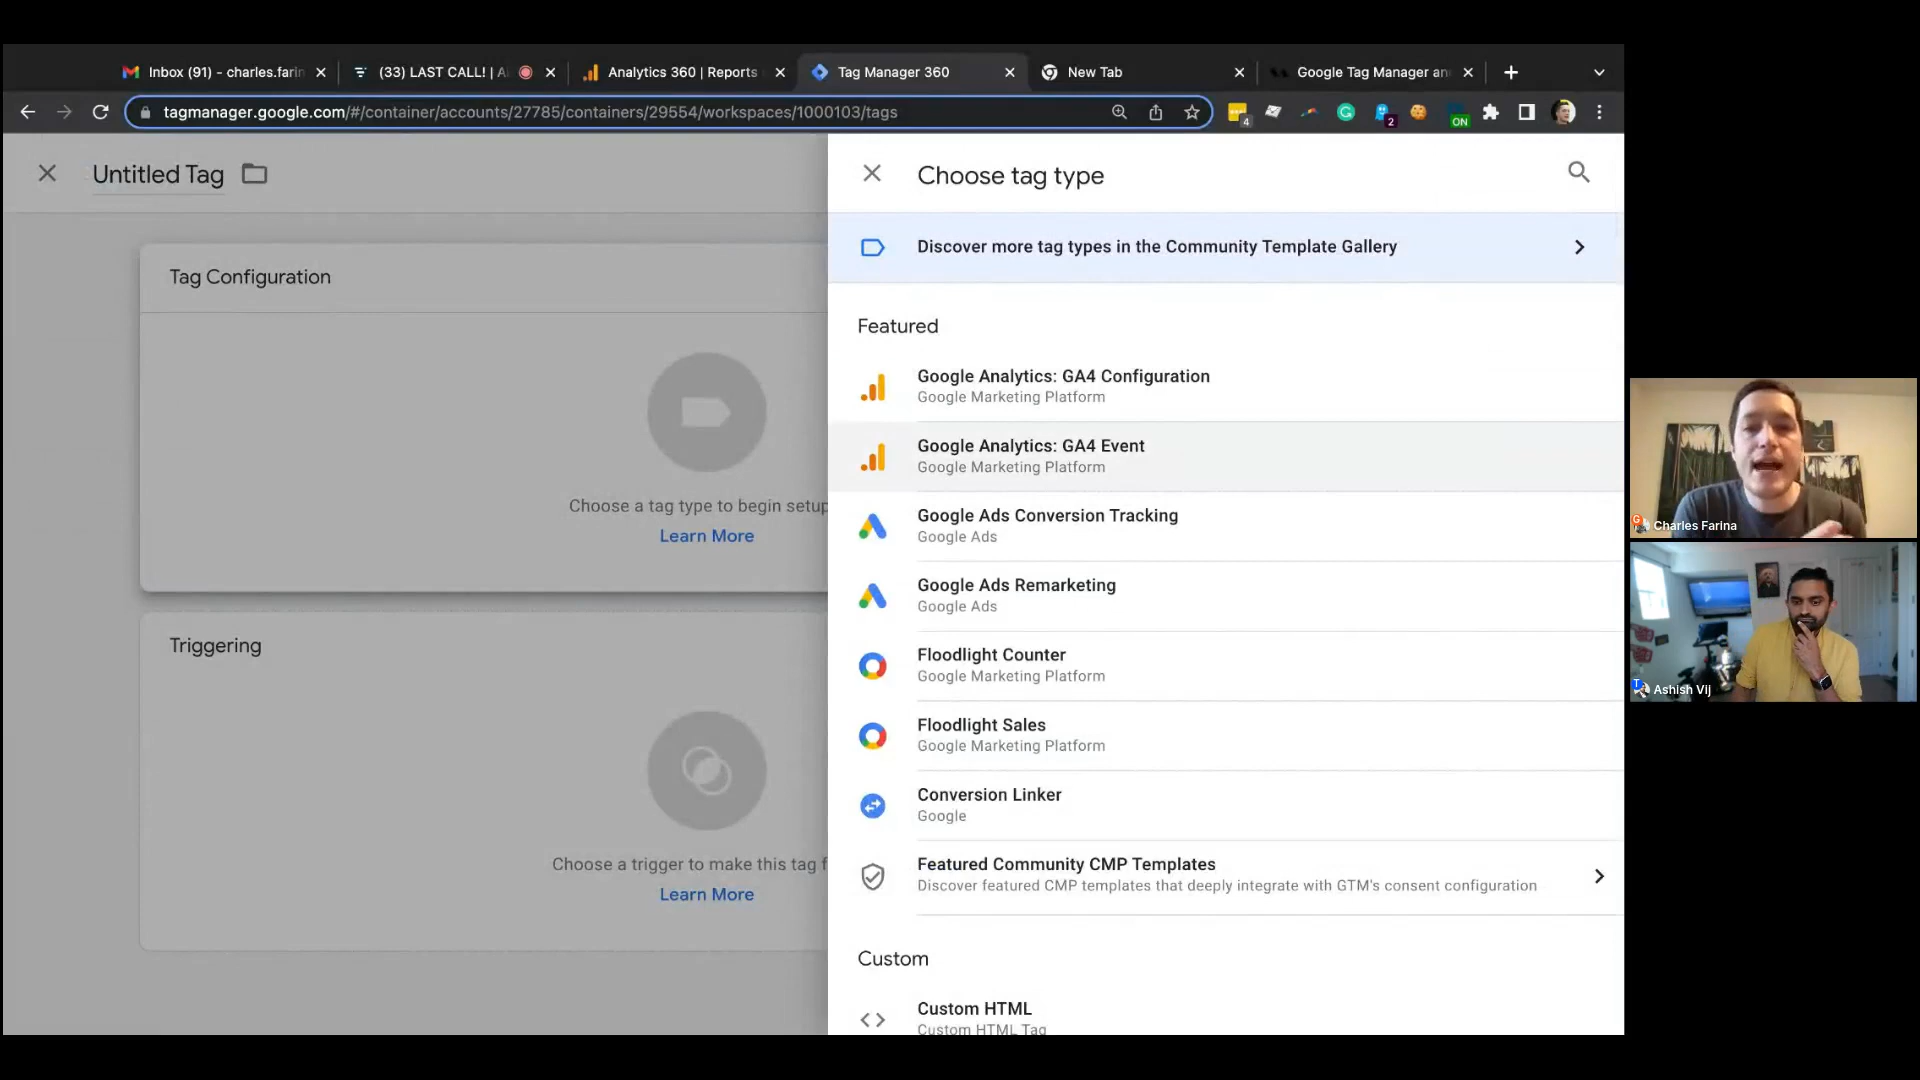 Inbox (91) - charles.farin
(33) LAST CALL! | A
Analytics 360 | Reports
Tag Manager 360
New Tab
Google Tag Manager an
tagmanager.google.com/#/container/accounts/27785/containers/29554/workspaces/1000103/tags
4
2
ON
Untitled Tag
Tag Configuration
Choose a tag type to begin setup
Learn More
Triggering
Choose a trigger to make this tag f
Learn More
Choose tag type
Discover more tag types in the Community Template Gallery
Featured
Google Analytics: GA4 Configuration
Google Marketing Platform
Google Analytics: GA4 Event
Google Marketing Platform
Google Ads Conversion Tracking
Google Ads
Google Ads Remarketing
Google Ads
Floodlight Counter
Google Marketing Platform
Floodlight Sales
Google Marketing Platform
Conversion Linker
Google
Featured Community CMP Templates
Discover featured CMP templates that deeply integrate with GTM's consent configuration
Custom
Custom HTML
Custom HTML Tag
Charles Farina
Ashish Vij